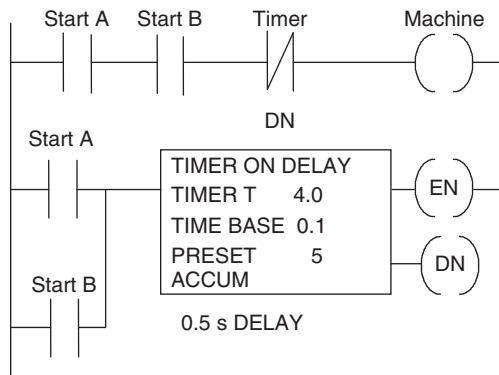 Start A Start B Timer Machine
DN
Start A
TIMER ON DELAY
TIMER T 4.0
TIME BASE 0.1
PRESET 5
ACCUM
EN
DN
Start B
0.5 s DELAY